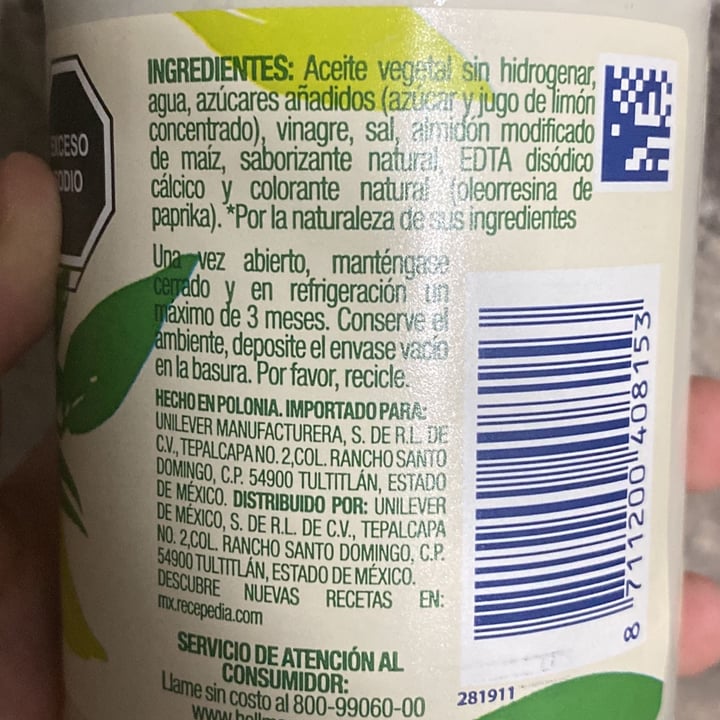 EXCESO
SODIO
INGREDIENTES: Aceite vegetal sin hidrogenar,
agua, azúcares añadidos (azúcar y jugo de limón
concentrado), vinagre, sal, almidón modificado
de maíz, saborizante natural, EDTA disódico
cálcico y colorante natural (oleorresina de
paprika). *Por la naturaleza de sus ingredientes
Una vez abierto, manténgase
cerrado y en refrigeración un
máximo de 3 meses. Conserve el
ambiente, deposite el envase vacío
en la basura. Por favor, recicle.
HECHO EN POLONIA. IMPORTADO PARA:
UNILEVER MANUFACTURERA, S. DE R.L. DE
C.V., TEPALCAPA NO. 2,COL. RANCHO SANTO
DOMINGO, C.P. 54900 TULTITLÁN, ESTADO
DE MÉXICO. DISTRIBUIDO POR: UNILEVER
DE MÉXICO, S. DE R.L. DE C.V., TEPALCAPA
NO. 2,COL. RANCHO SANTO DOMINGO, C.P.
54900 TULTITLÁN, ESTADO DE MÉXICO.
DESCUBRE NUEVAS RECETAS EN:
mx.recepedia.com
SERVICIO DE ATENCIÓN AL
CONSUMIDOR:
Llame sin costo al 800-99060-00
8 711200 408153
281911